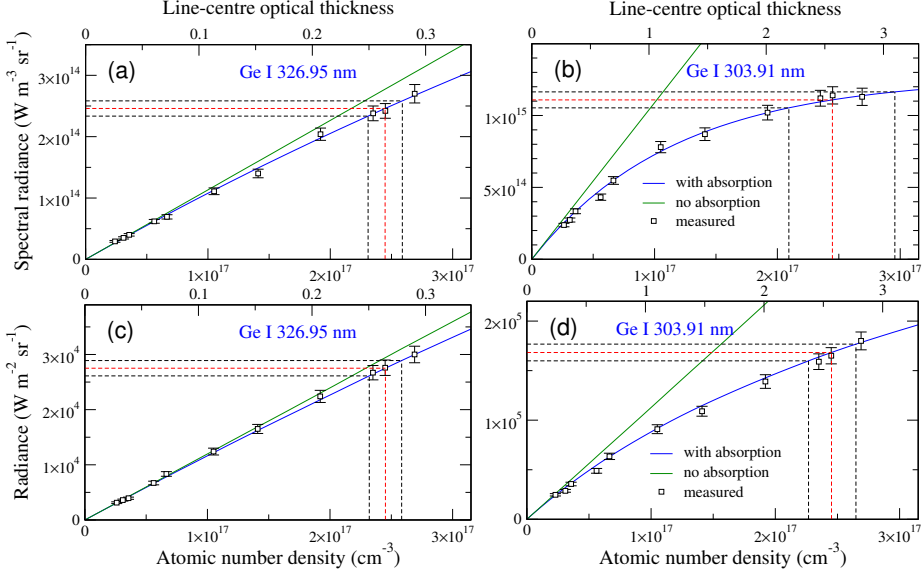 Line-centre optical thickness
Line-centre optical thickness
0 0.1 0.2 0.3
0 1 2 3
(a)
Ge I 326.95 nm
(b)
Ge I 303.91 nm
Spectral radiance (W m⁻³ sr⁻¹)
3×10¹⁴
2×10¹⁴
1×10¹⁴
0
1×10¹⁵
5×10¹⁴
0
with absorption
no absorption
measured
0 1×10¹⁷ 2×10¹⁷ 3×10¹⁷
0 1×10¹⁷ 2×10¹⁷ 3×10¹⁷
0 0.1 0.2 0.3
0 1 2 3
(c)
Ge I 326.95 nm
(d)
Ge I 303.91 nm
Radiance (W m⁻² sr⁻¹)
3×10⁴
2×10⁴
1×10⁴
0
2×10⁵
1×10⁵
0
with absorption
no absorption
measured
0 1×10¹⁷ 2×10¹⁷ 3×10¹⁷
0 1×10¹⁷ 2×10¹⁷ 3×10¹⁷
Atomic number density (cm⁻³)
Atomic number density (cm⁻³)